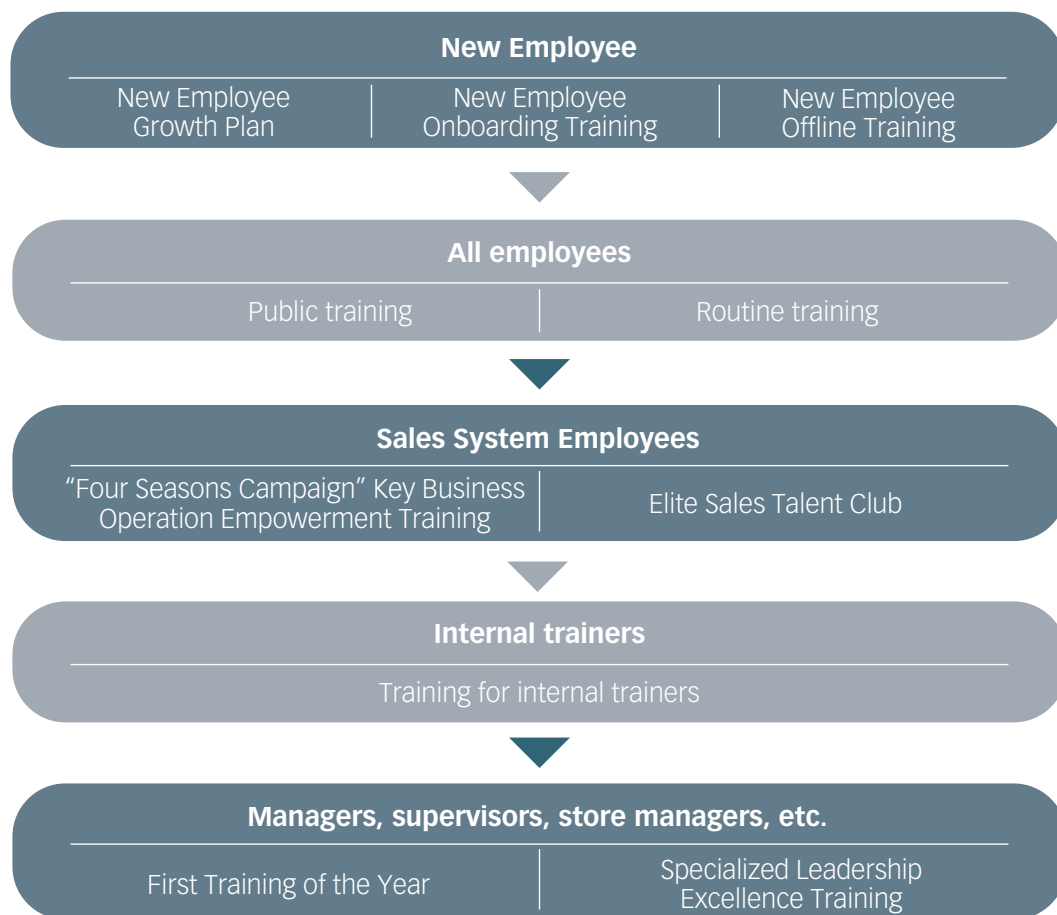 New Employee
New Employee
Growth Plan
New Employee
Onboarding Training
New Employee
Offline Training
All employees
Public training
Routine training
Sales System Employees
“Four Seasons Campaign” Key Business
Operation Empowerment Training
Elite Sales Talent Club
Internal trainers
Training for internal trainers
Managers, supervisors, store managers, etc.
First Training of the Year
Specialized Leadership
Excellence Training